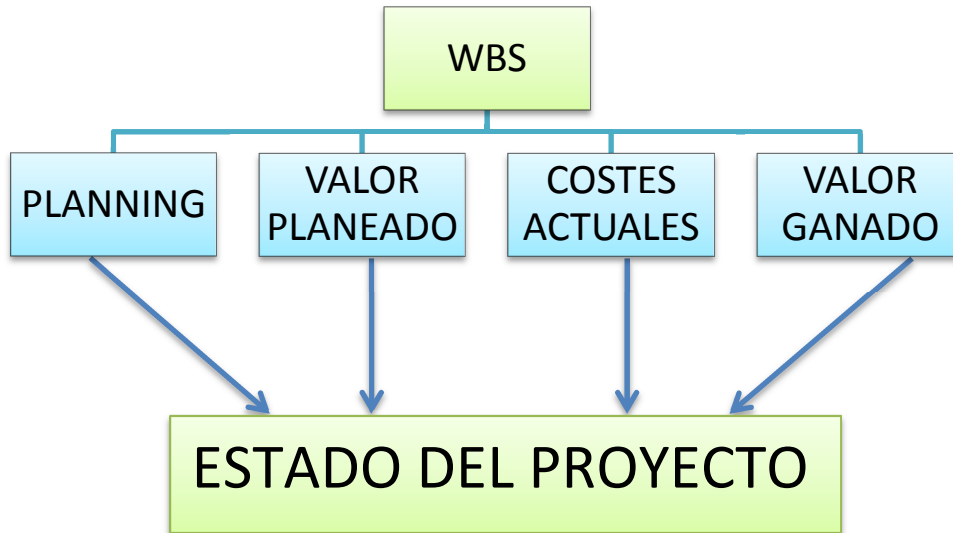 WBS
PLANNING
VALOR
PLANEADO
COSTES
ACTUALES
VALOR
GANADO
ESTADO DEL PROYECTO